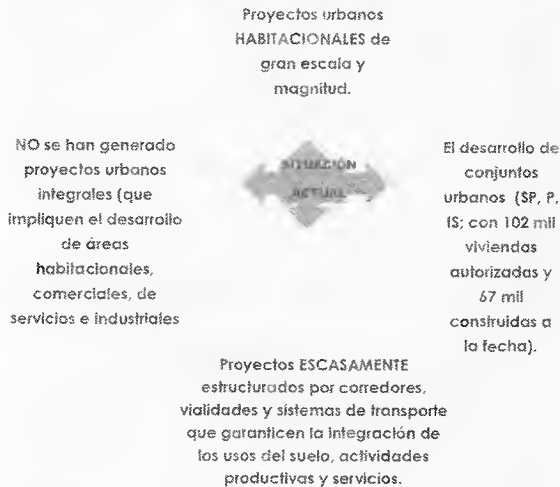 Proyectos urbanos
HABITACIONALES de
gran escala y
magnitud.
NO se han generado
proyectos urbanos
integrales (que
impliquen el desarrollo
de áreas
habitacionales,
comerciales, de
servicios e industriales
SITUACIÓN
ACTUAL
El desarrollo de
conjuntos
urbanos (SP, P,
IS; con 102 mil
viviendas
autorizadas y
67 mil
construidas a
la fecha).
Proyectos ESCASAMENTE
estructurados por corredores,
vialidades y sistemas de transporte
que garanticen la integración de
los usos del suelo, actividades
productivas y servicios.